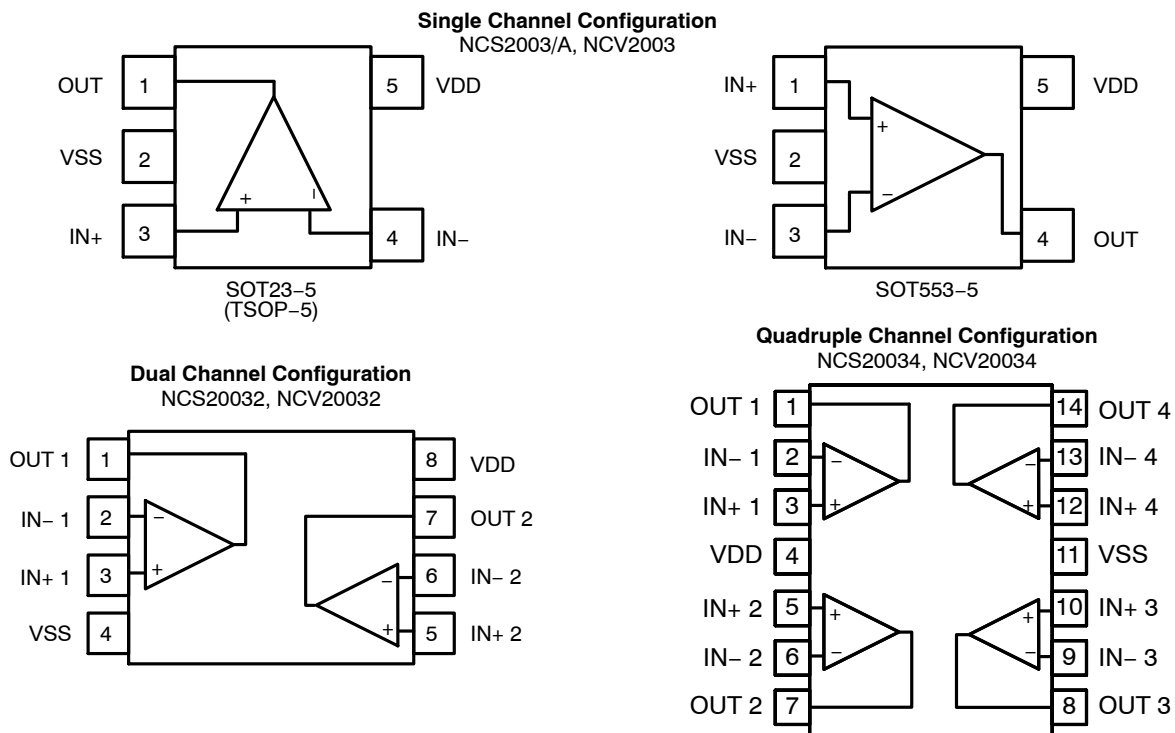 Single Channel Configuration
NCS2003/A, NCV2003
OUT 1 5 VDD
VSS 2
IN+ 3 4 IN−
+ −
SOT23−5
(TSOP−5)
IN+ 1 5 VDD
VSS 2
IN− 3 4 OUT
+
−
SOT553−5
Dual Channel Configuration
NCS20032, NCV20032
OUT 1 1 8 VDD
IN− 1 2 − 7 OUT 2
IN+ 1 3 + − 6 IN− 2
VSS 4 + 5 IN+ 2
Quadruple Channel Configuration
NCS20034, NCV20034
OUT 1 1 14 OUT 4
IN− 1 2 − − 13 IN− 4
IN+ 1 3 + + 12 IN+ 4
VDD 4 11 VSS
IN+ 2 5 + + 10 IN+ 3
IN− 2 6 − − 9 IN− 3
OUT 2 7 8 OUT 3